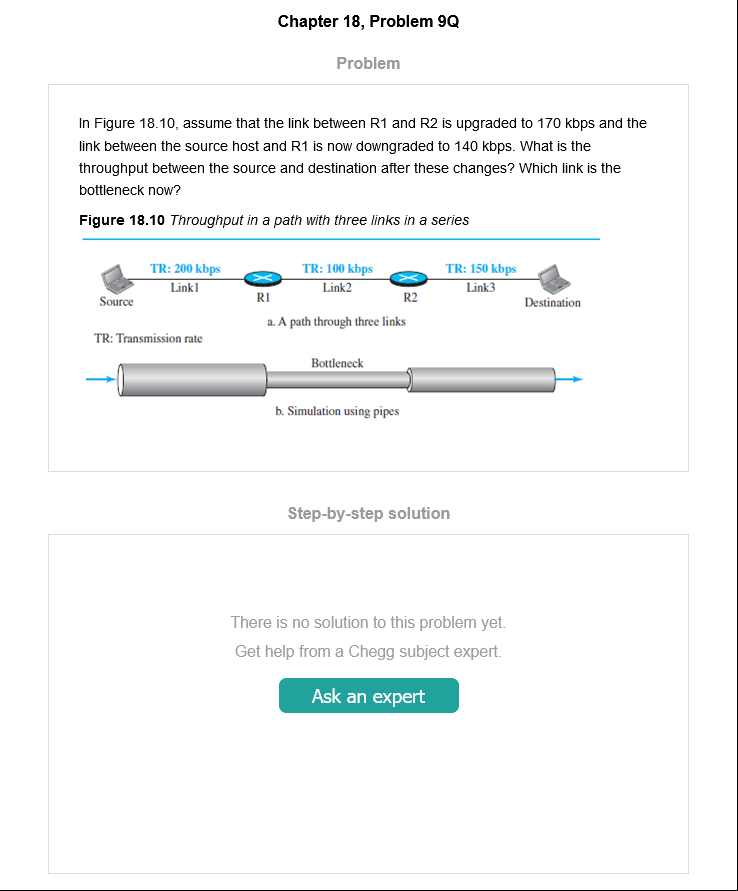 Chapter 18, Problem 9Q
Problem
In Figure 18.10, assume that the link between R1 and R2 is upgraded to 170 kbps and the
link between the source host and R1 is now downgraded to 140 kbps. What is the
throughput between the source and destination after these changes? Which link is the
bottleneck now?
Figure 18.10 Throughput in a path with three links in a series
TR: 200 kbps TR: 100 kbps TR: 150 kbps
Link1 Link2 Link3
Source R1 R2 Destination
a. A path through three links
TR: Transmission rate
Bottleneck
b. Simulation using pipes
Step-by-step solution
There is no solution to this problem yet.
Get help from a Chegg subject expert.
Ask an expert